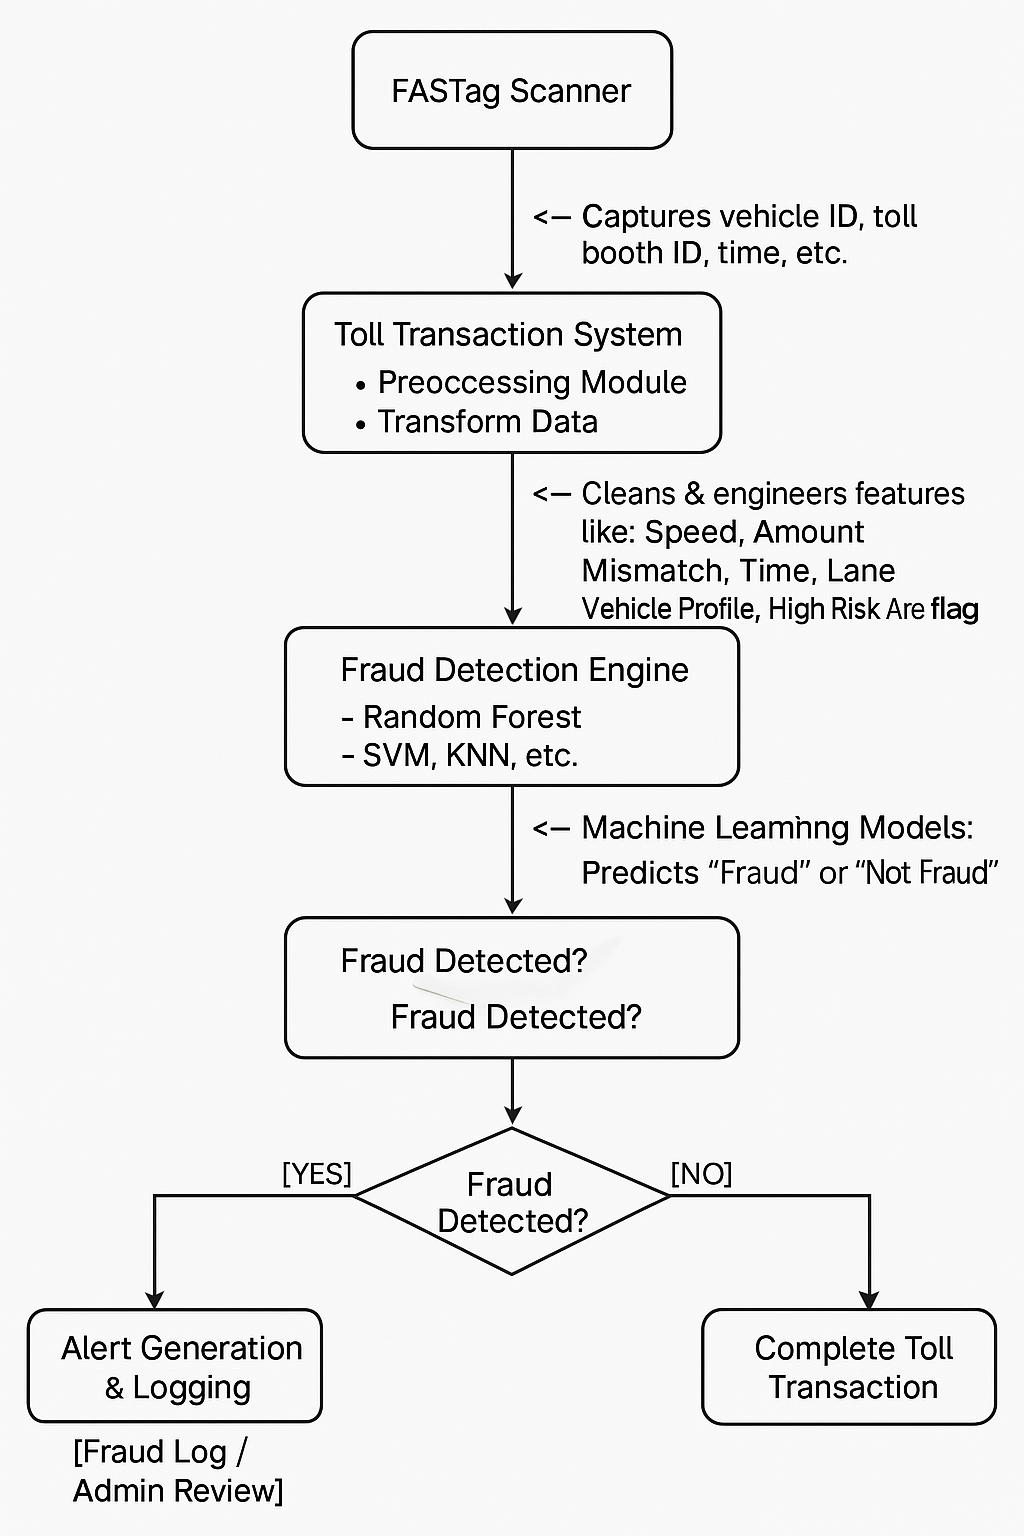 FASTag Scanner
<– Captures vehicle ID, toll
booth ID, time, etc.
Toll Transaction System
• Preoccessing Module
• Transform Data
<– Cleans & engineers features
like: Speed, Amount
Mismatch, Time, Lane
Vehicle Profile, High Risk Are flag
Fraud Detection Engine
- Random Forest
- SVM, KNN, etc.
<– Machine Learnhng Models:
Predicts “Fraud” or “Not Fraud”
Fraud Detected?
Fraud Detected?
[YES]
[NO]
Fraud
Detected?
Alert Generation
& Logging
Complete Toll
Transaction
[Fraud Log /
Admin Review]